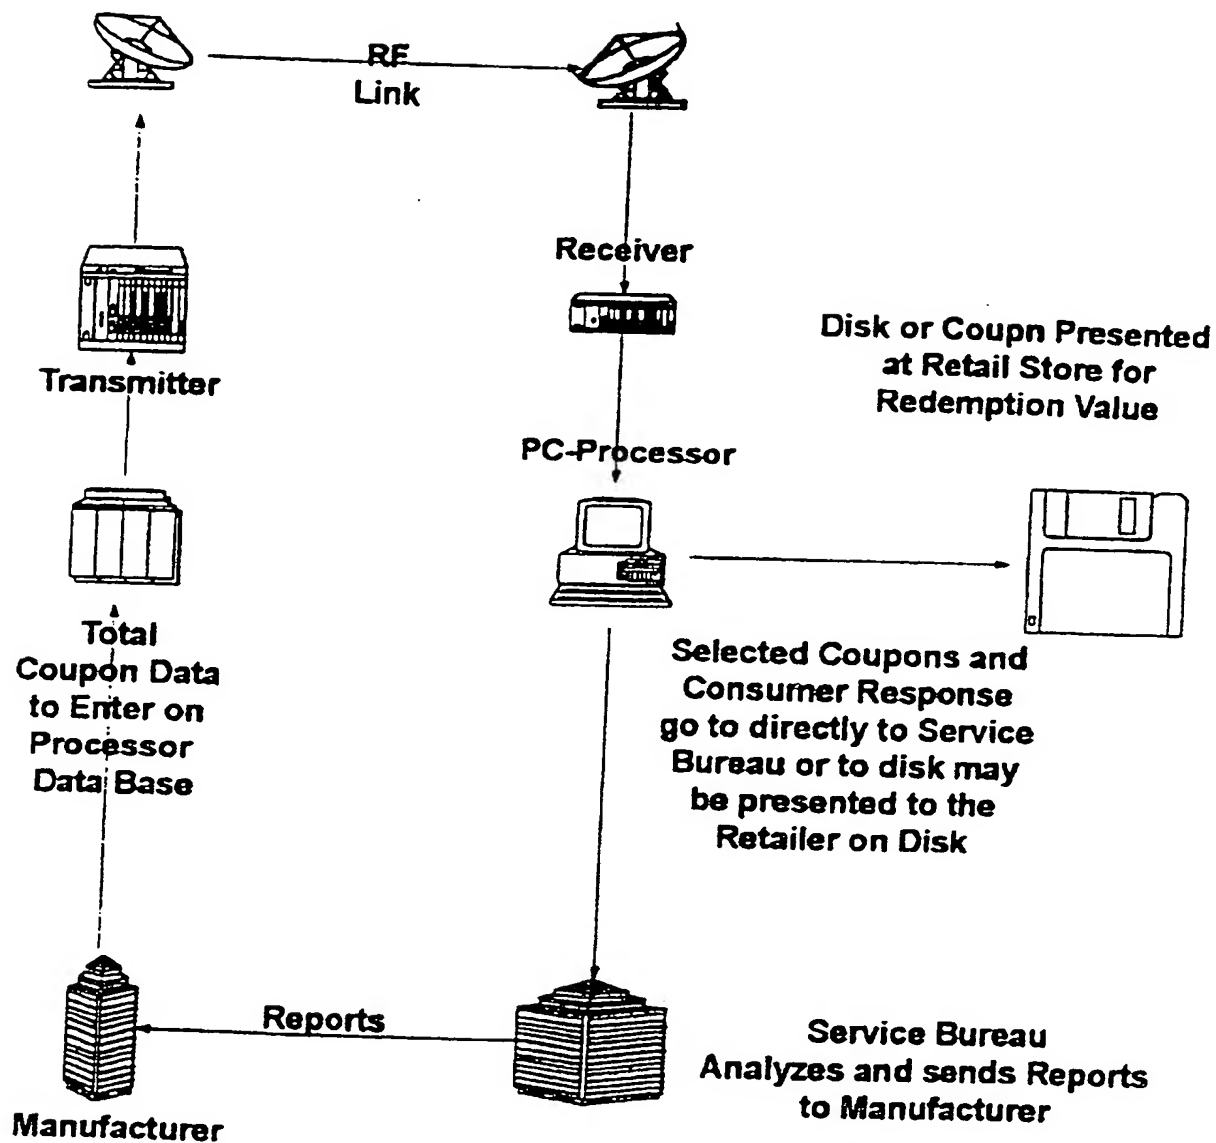 RF
Link
Receiver
Transmitter
Disk or Coupn Presented
at Retail Store for
Redemption Value
PC-Processor
Total
Coupon Data
to Enter on
Processor
Data Base
Selected Coupons and
Consumer Response
go to directly to Service
Bureau or to disk may
be presented to the
Retailer on Disk
Reports
Service Bureau
Analyzes and sends Reports
to Manufacturer
Manufacturer